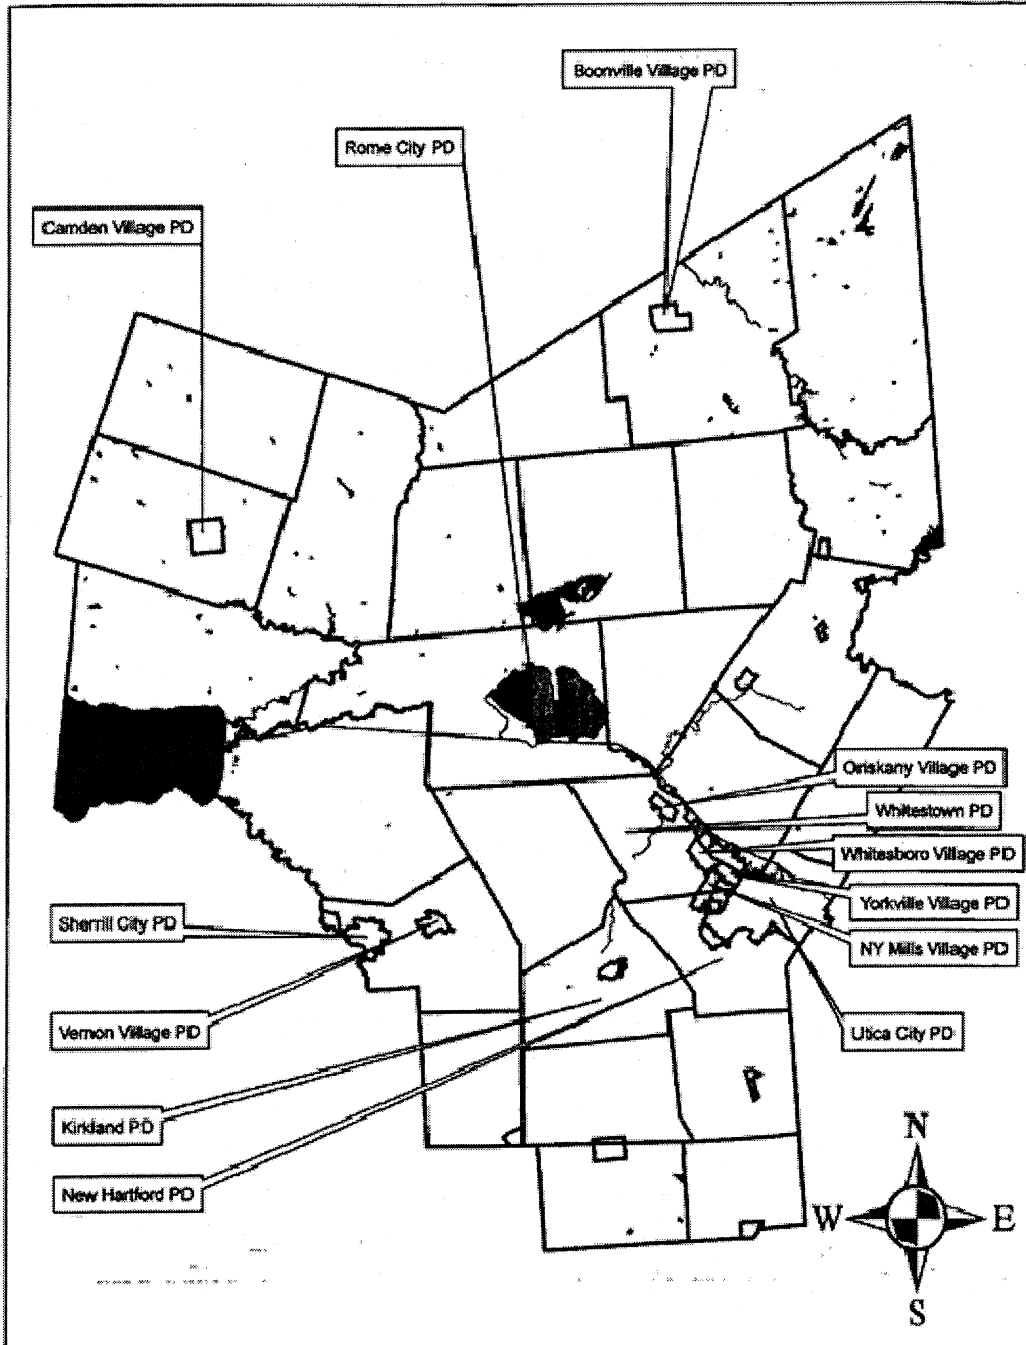 Boonville Village PD
Rome City PD
Camden Village PD
Oriskany Village PD
Whitestown PD
Whitesboro Village PD
Yorkville Village PD
NY Mills Village PD
Utica City PD
Sherrill City PD
Vernon Village PD
Kirkland PD
New Hartford PD
N
W
E
S